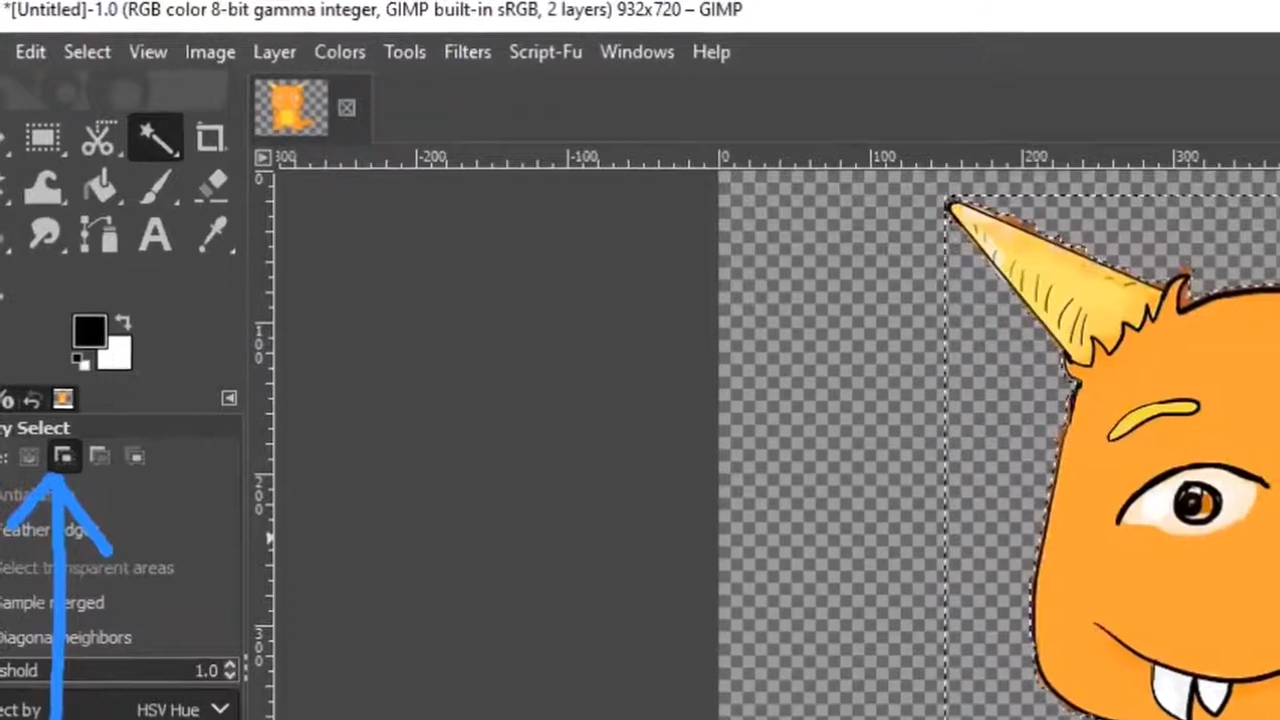 *[Untitled]-1.0 (RGB color 8-bit gamma integer, GIMP built-in sRGB, 2 layers) 932x720 – GIMP
Edit Select View Image Layer Colors Tools Filters Script-Fu Windows Help
300 -200 -100 0 100 200 300
0
100
200
300
A
y Select
e:
Feather
Select transparent areas
Sample merged
Diagonal neighbors
shold 1.0
ect by HSV Hue